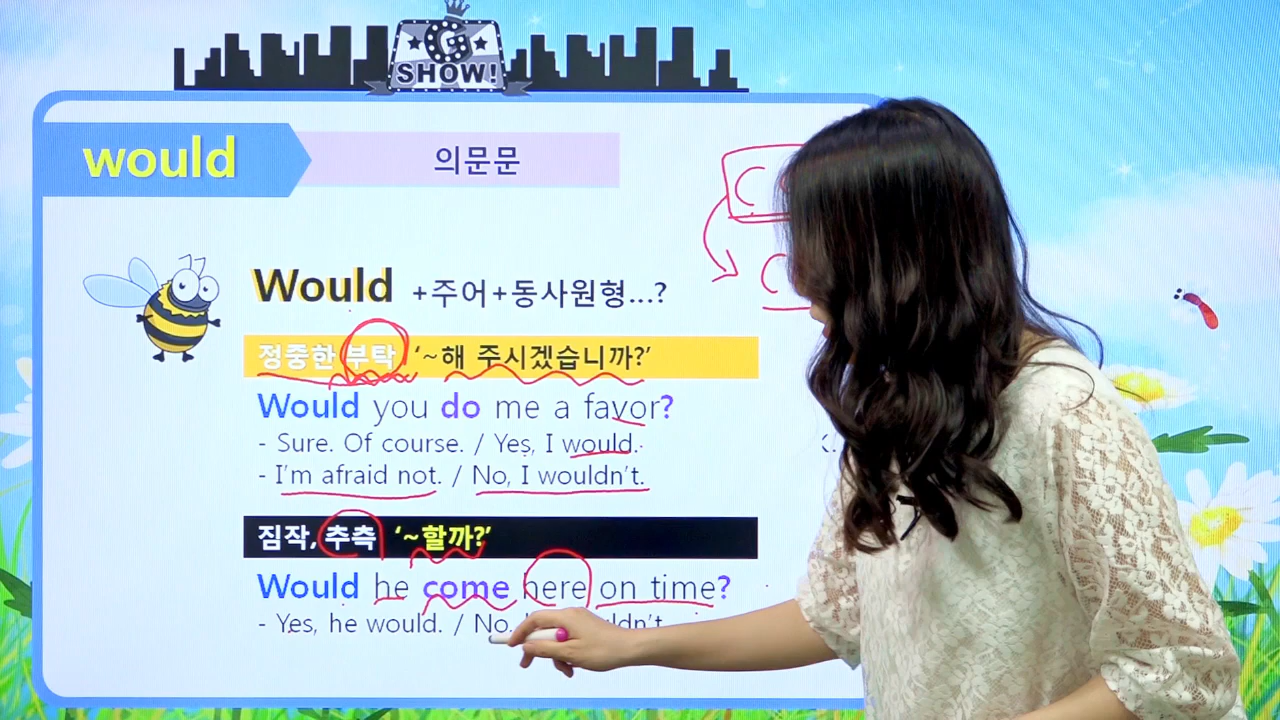 G
SHOW!
would
의문문
C
C
Would +주어+동사원형...?
정중한 부탁 '~해 주시겠습니까?'
Would you do me a favor?
- Sure. Of course. / Yes, I would.
- I'm afraid not. / No, I wouldn't.
짐작, 추측 '~할까?'
Would he come here on time?
- Yes, he would. / No,